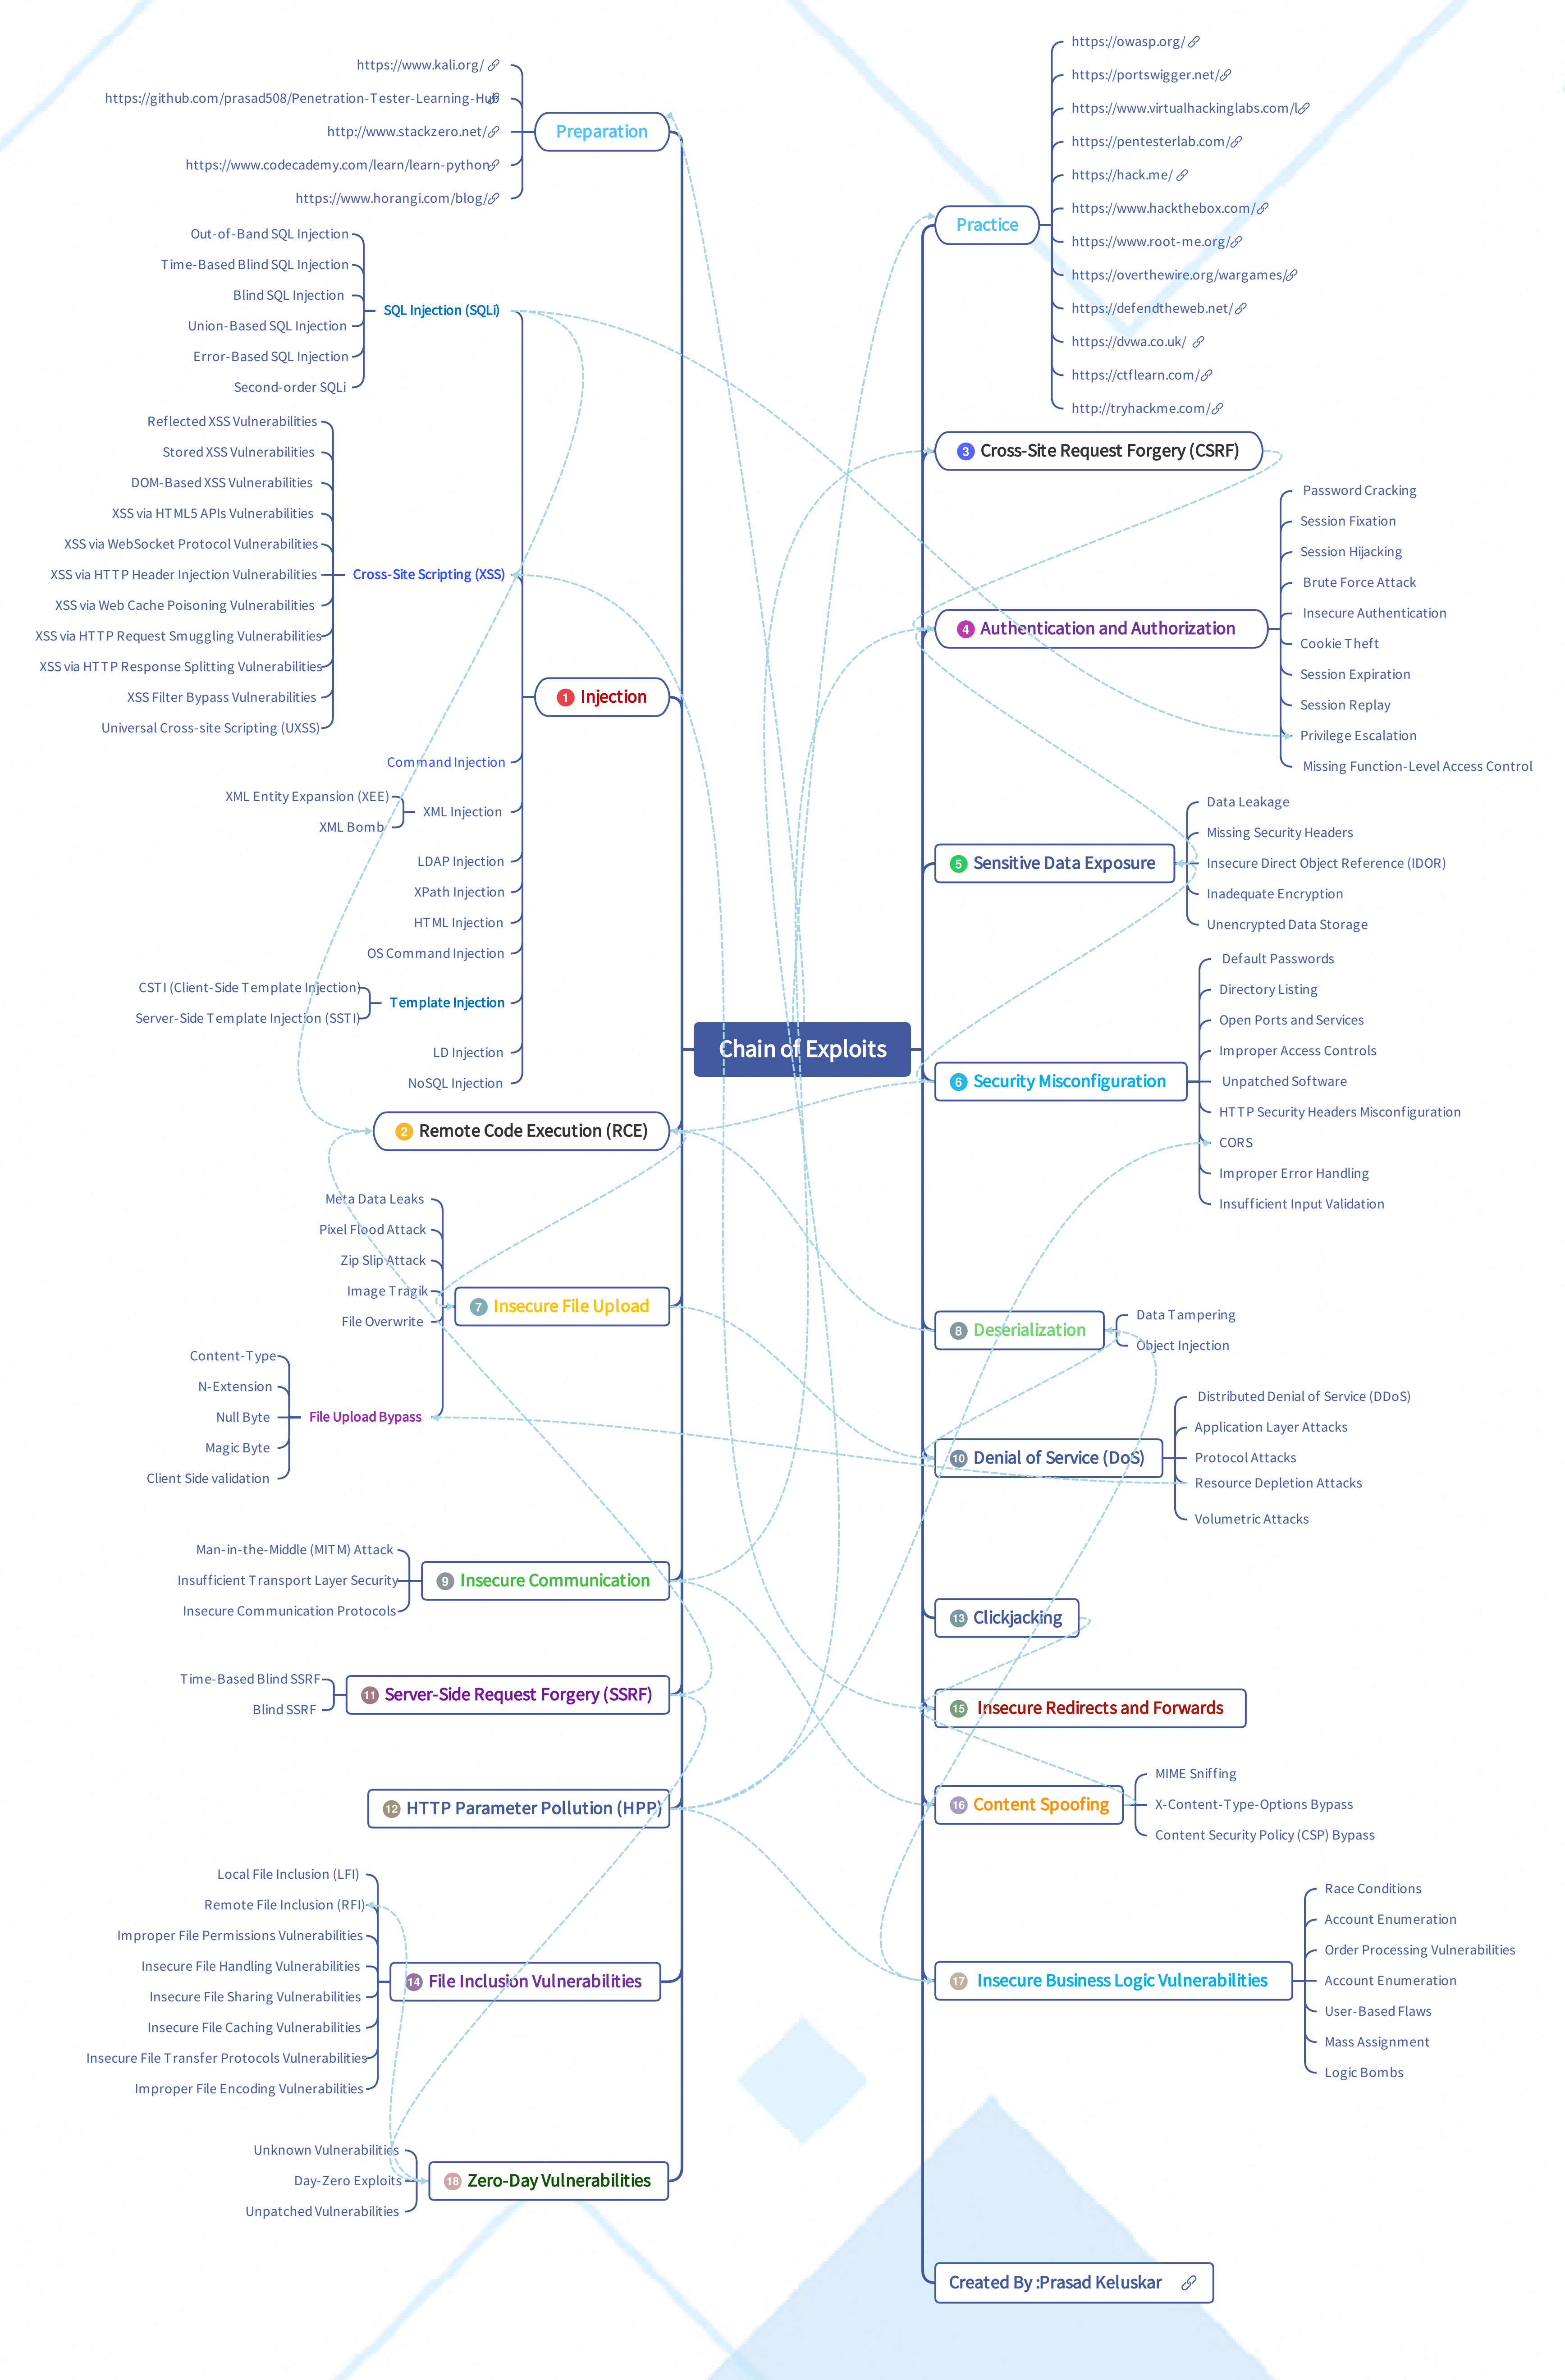 https://www.kali.org/
https://github.com/prasad508/Penetration-Tester-Learning-Hub
http://www.stackzero.net/
https://www.codecademy.com/learn/learn-python
https://www.horangi.com/blog/
Preparation
Out-of-Band SQL Injection
Time-Based Blind SQL Injection
Blind SQL Injection
Union-Based SQL Injection
Error-Based SQL Injection
Second-order SQLi
SQL Injection (SQLi)
Reflected XSS Vulnerabilities
Stored XSS Vulnerabilities
DOM-Based XSS Vulnerabilities
XSS via HTML5 APIs Vulnerabilities
XSS via WebSocket Protocol Vulnerabilities
XSS via HTTP Header Injection Vulnerabilities
XSS via Web Cache Poisoning Vulnerabilities
XSS via HTTP Request Smuggling Vulnerabilities
XSS via HTTP Response Splitting Vulnerabilities
XSS Filter Bypass Vulnerabilities
Universal Cross-site Scripting (UXSS)
Cross-Site Scripting (XSS)
1 Injection
Command Injection
XML Entity Expansion (XEE)
XML Bomb
XML Injection
LDAP Injection
XPath Injection
HTML Injection
OS Command Injection
CSTI (Client-Side Template Injection)
Server-Side Template Injection (SSTI)
Template Injection
LD Injection
NoSQL Injection
2 Remote Code Execution (RCE)
Meta Data Leaks
Pixel Flood Attack
Zip Slip Attack
Image Tragik
File Overwrite
7 Insecure File Upload
Content-Type
N-Extension
Null Byte
Magic Byte
Client Side validation
File Upload Bypass
Man-in-the-Middle (MITM) Attack
Insufficient Transport Layer Security
Insecure Communication Protocols
9 Insecure Communication
Time-Based Blind SSRF
Blind SSRF
11 Server-Side Request Forgery (SSRF)
12 HTTP Parameter Pollution (HPP)
Local File Inclusion (LFI)
Remote File Inclusion (RFI)
Improper File Permissions Vulnerabilities
Insecure File Handling Vulnerabilities
Insecure File Sharing Vulnerabilities
Insecure File Caching Vulnerabilities
Insecure File Transfer Protocols Vulnerabilities
Improper File Encoding Vulnerabilities
14 File Inclusion Vulnerabilities
Unknown Vulnerabilities
Day-Zero Exploits
Unpatched Vulnerabilities
18 Zero-Day Vulnerabilities
Chain of Exploits
https://owasp.org/
https://portswigger.net/
https://www.virtualhackinglabs.com/l
https://pentesterlab.com/
https://hack.me/
https://www.hackthebox.com/
https://www.root-me.org/
https://overthewire.org/wargames/
https://defendtheweb.net/
https://dvwa.co.uk/
https://ctflearn.com/
http://tryhackme.com/
Practice
3 Cross-Site Request Forgery (CSRF)
Password Cracking
Session Fixation
Session Hijacking
Brute Force Attack
Insecure Authentication
Cookie Theft
Session Expiration
Session Replay
Privilege Escalation
Missing Function-Level Access Control
4 Authentication and Authorization
Data Leakage
Missing Security Headers
Insecure Direct Object Reference (IDOR)
Inadequate Encryption
Unencrypted Data Storage
5 Sensitive Data Exposure
Default Passwords
Directory Listing
Open Ports and Services
Improper Access Controls
Unpatched Software
HTTP Security Headers Misconfiguration
CORS
Improper Error Handling
Insufficient Input Validation
6 Security Misconfiguration
8 Deserialization
Data Tampering
Object Injection
Distributed Denial of Service (DDoS)
Application Layer Attacks
Protocol Attacks
Resource Depletion Attacks
Volumetric Attacks
10 Denial of Service (DoS)
13 Clickjacking
15 Insecure Redirects and Forwards
MIME Sniffing
X-Content-Type-Options Bypass
Content Security Policy (CSP) Bypass
16 Content Spoofing
Race Conditions
Account Enumeration
Order Processing Vulnerabilities
Account Enumeration
User-Based Flaws
Mass Assignment
Logic Bombs
17 Insecure Business Logic Vulnerabilities
Created By :Prasad Keluskar